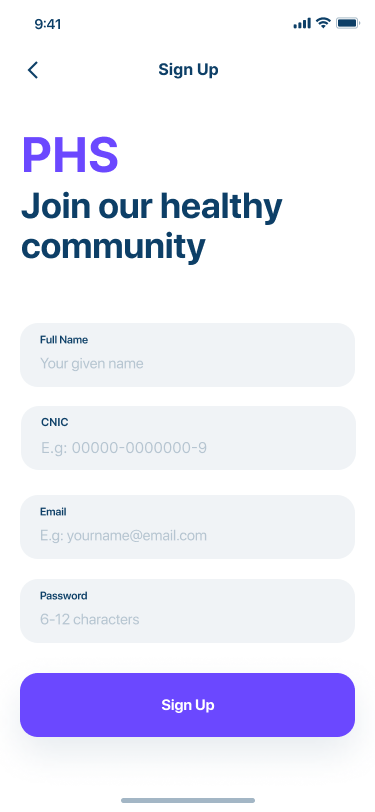 9:41
Sign Up
PHS
Join our healthy
community
Full Name
Your given name
CNIC
E.g: 00000-0000000-9
Email
E.g: yourname@email.com
Password
6-12 characters
Sign Up